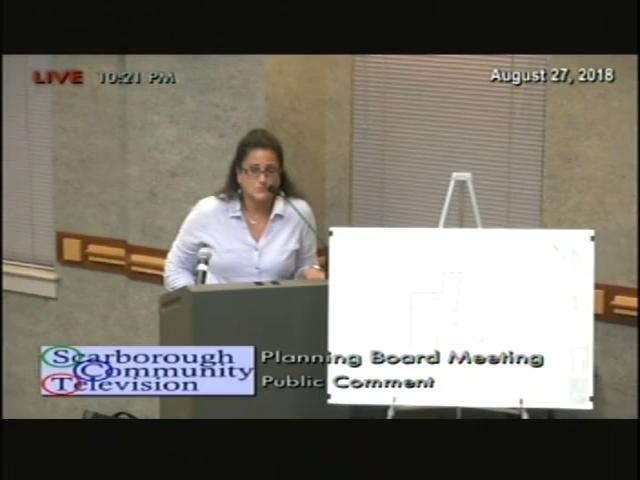 LIVE 10:21 PM
August 27, 2018
Scarborough
Community
Television
Planning Board Meeting
Public Comment